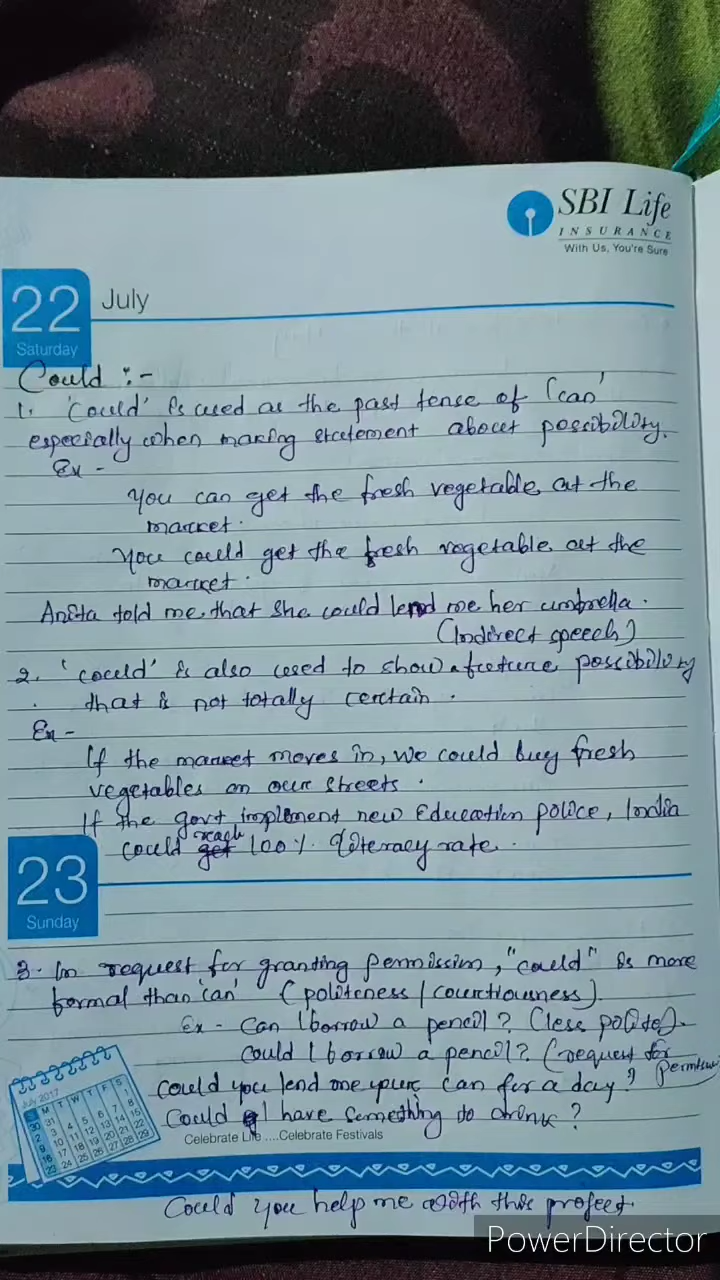 SBI Life
INSURANCE
With Us, You're Sure
22 July
Saturday
Could :-
1. 'Could' is used as the past tense of 'can'
especially when making statement about possibility.
Ex -
You can get the fresh vegetable at the
market.
You could get the fresh vegetable at the
market.
Anita told me that she could lend me her umbrella.
(Indirect speech)
2. 'could' is also used to show a future possibility
that is not totally certain.
Ex -
If the market moves in, we could buy fresh
vegetables on our streets.
If the govt implement new Education police, India
could reach 100% literacy rate.
23
Sunday
3. In request for granting permission, "could" is more
formal than 'can' (politeness / courtiousness).
Ex - Can I borrow a pencil? (less polite)
Could I borrow a pencil? (request for permission)
Could you lend me your car for a day?
Could I have something to drink?
July 2017
Celebrate Life ....Celebrate Festivals
Could you help me with this project
PowerDirector